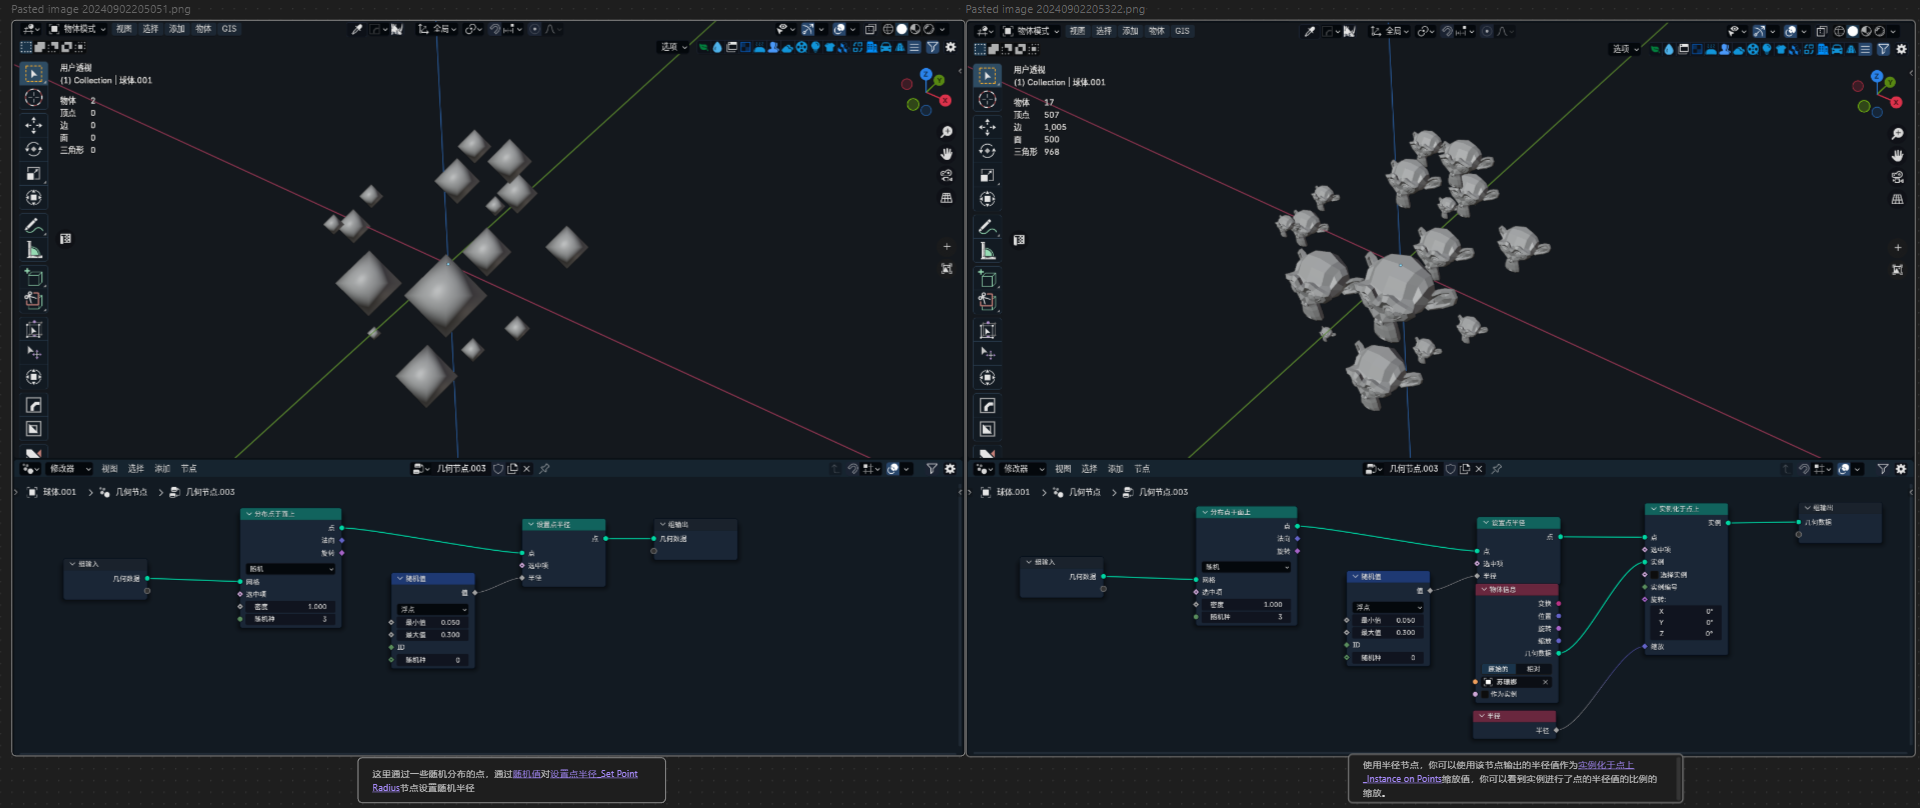 Pasted image 20240902205051.png
物体模式 视图 选择 添加 物体 GIS 全局
选项
用户透视
(1) Collection | 球体.001
物体 2
顶点 0
边 0
面 0
三角形 0
修改器 视图 选择 添加 节点 几何节点.003
球体.001 > 几何节点 > 几何节点.003
组输入
几何数据
分布点于面上
点
法向
旋转
随机
网格
选中项
密度 1.000
随机种 3
随机值
值
浮点
最小值 0.050
最大值 0.300
ID
随机种 0
设置点半径
点
点
选中项
半径
组输出
几何数据
这里通过一些随机分布的点，通过随机值对设置点半径_Set Point
Radius节点设置随机半径
Pasted image 20240902205322.png
物体模式 视图 选择 添加 物体 GIS 全局
选项
用户透视
(1) Collection | 球体.001
物体 17
顶点 507
边 1,005
面 500
三角形 968
修改器 视图 选择 添加 节点 几何节点.003
球体.001 > 几何节点 > 几何节点.003
组输入
几何数据
分布点于面上
点
法向
旋转
随机
网格
选中项
密度 1.000
随机种 3
随机值
值
浮点
最小值 0.050
最大值 0.300
ID
随机种 0
设置点半径
点
点
选中项
半径
物体信息
变换
位置
旋转
缩放
几何数据
原始的 相对
苏珊娜
作为实例
半径
半径
实例化于点上
实例
点
选中项
实例
选择实例
实例编号
旋转:
X 0°
Y 0°
Z 0°
缩放
组输出
几何数据
使用半径节点，你可以使用该节点输出的半径值作为实例化于点上
_Instance on Points缩放值，你可以看到实例进行了点的半径值的比例的
缩放。